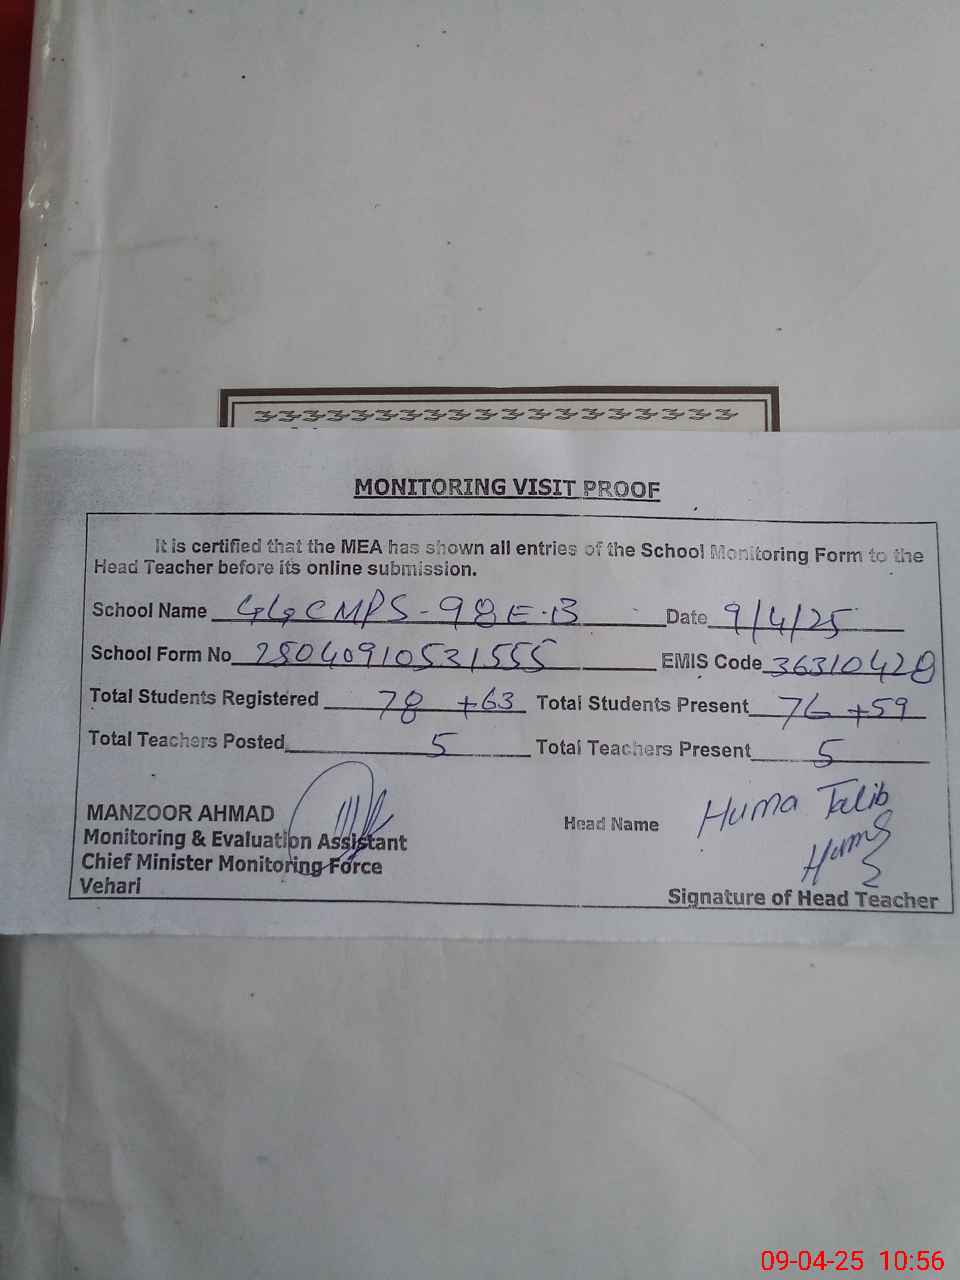 MONITORING VISIT PROOF
It is certified that the MEA has shown all entries of the School Monitoring Form to the
Head Teacher before its online submission.
School Name GGCMPS-98E.B Date 9/4/25
School Form No 28040910531555 EMIS Code 36310428
Total Students Registered 78 +63 Total Students Present 76 +59
Total Teachers Posted 5 Total Teachers Present 5
MANZOOR AHMAD
Monitoring & Evaluation Assistant
Chief Minister Monitoring Force
Vehari
Head Name Huma Talib
Huma
Signature of Head Teacher
09-04-25 10:56